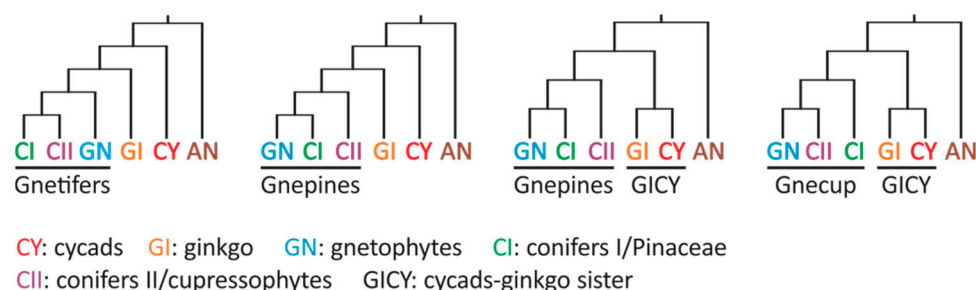 CI CII GN GI CY AN GN CI CII GI CY AN GN CI CII GI CY AN GN CII CI GI CY AN
Gnetifers Gnepines Gnepines GICY Gnecup GICY
CY: cycads GI: ginkgo GN: gnetophytes CI: conifers I/Pinaceae
CII: conifers II/cupressophytes GICY: cycads-ginkgo sister